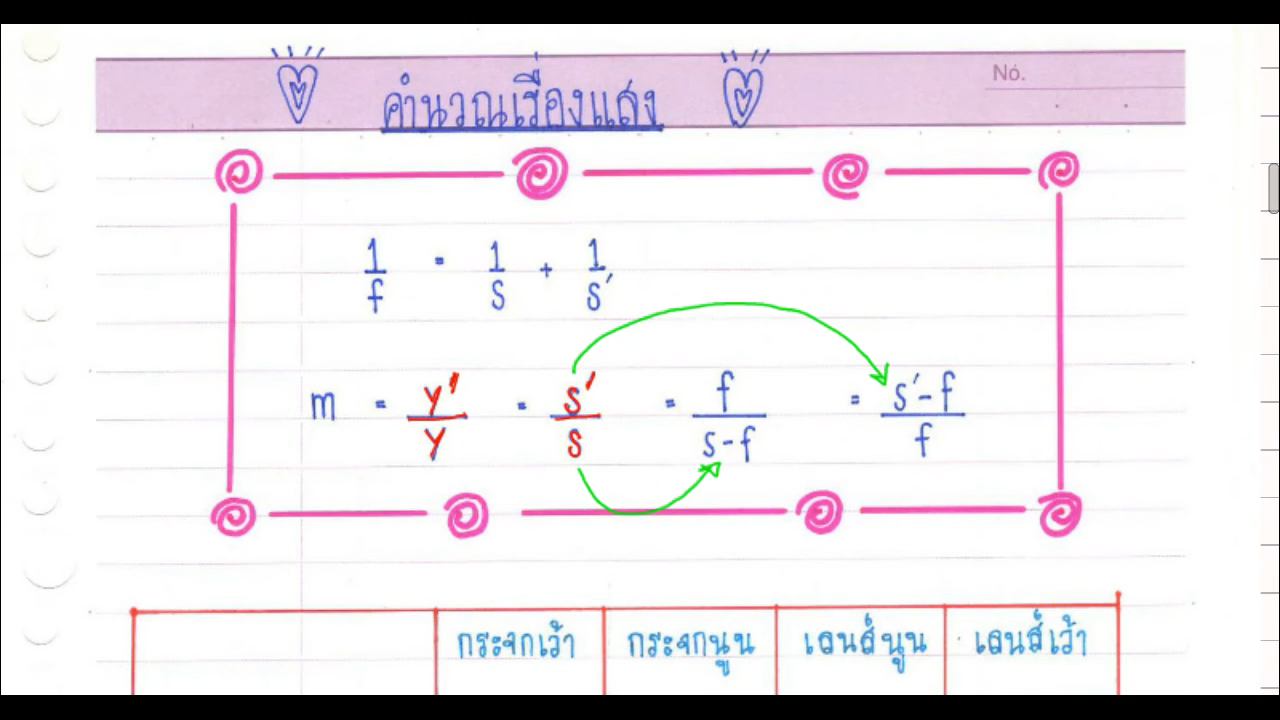 No.
คำนวณเรื่องแสง
1/f = 1/s + 1/s'
m = y'/y = s'/s = f/(s-f) = (s'-f)/f
กระจกเว้า กระจกนูน เลนส์นูน เลนส์เว้า